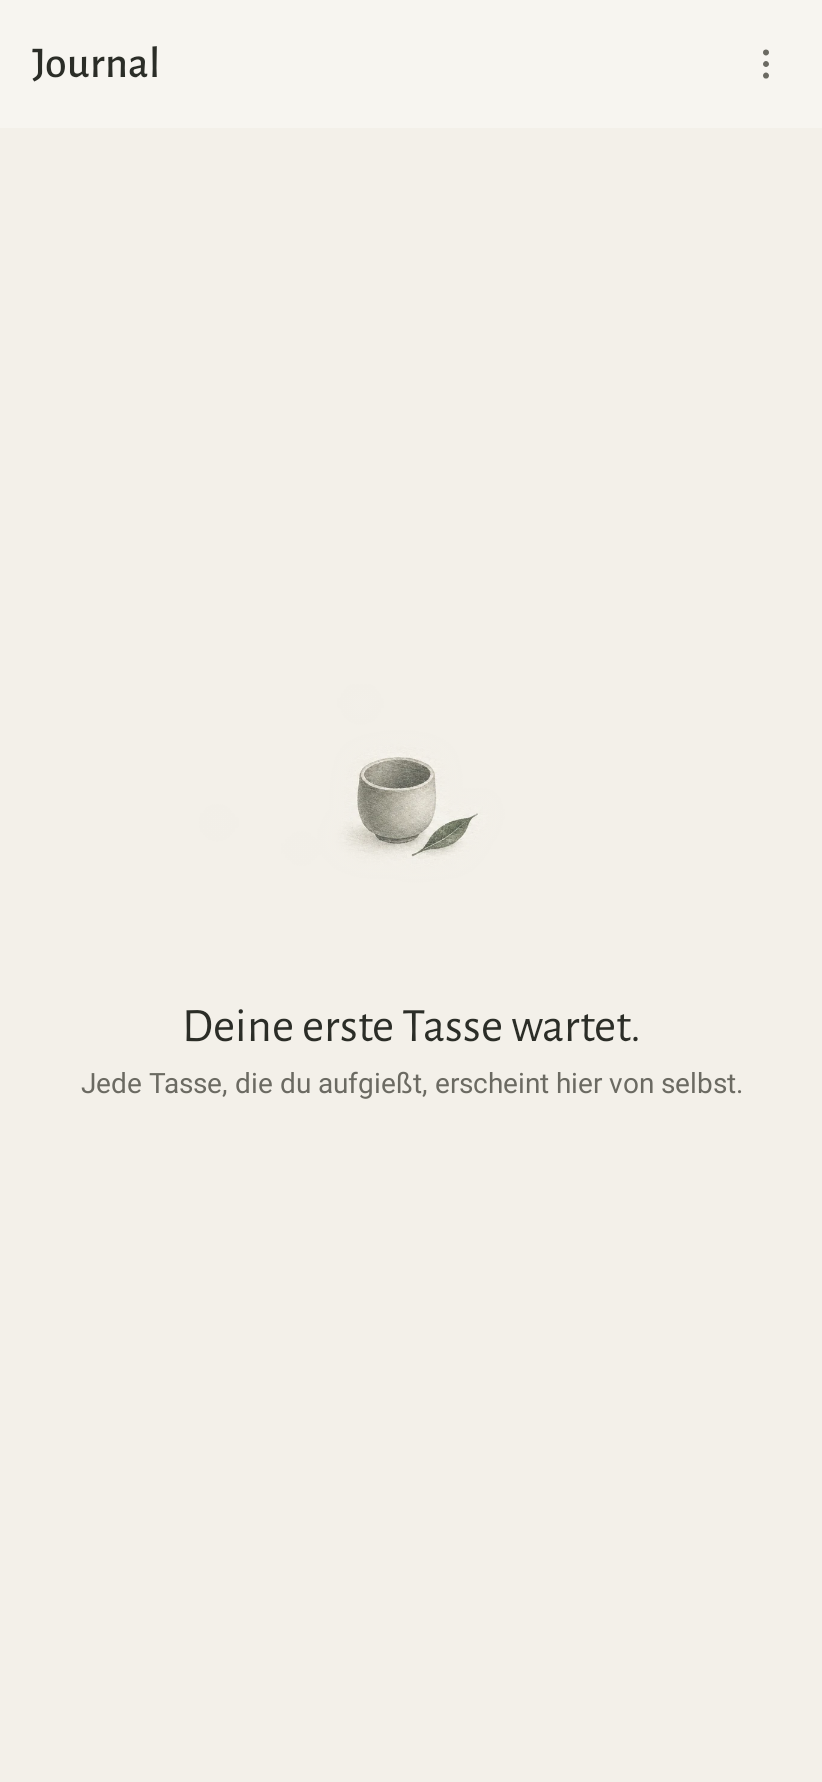 Journal
Deine erste Tasse wartet.
Jede Tasse, die du aufgießt, erscheint hier von selbst.